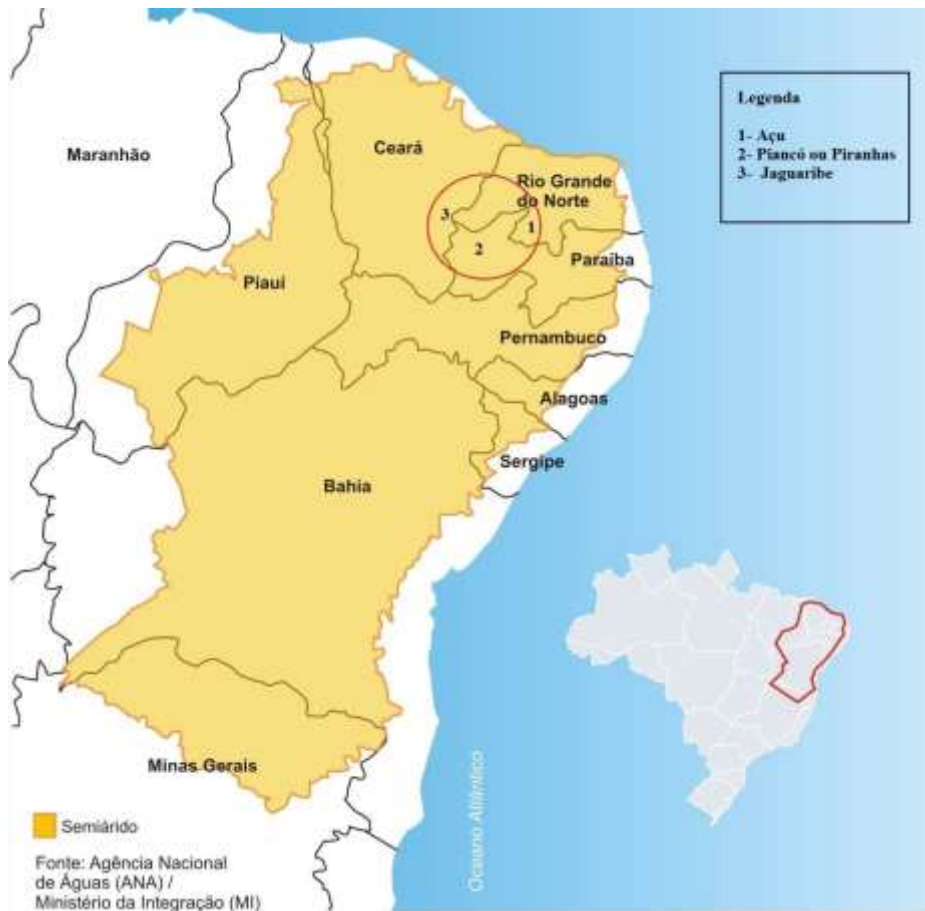 Maranhão
Ceará
Rio Grande
do Norte
3
1
2
Paraíba
Piauí
Pernambuco
Alagoas
Sergipe
Bahia
Minas Gerais
Legenda
1- Açu
2- Piancó ou Piranhas
3- Jaguaribe
Oceano Atlântico
Semiárido
Fonte: Agência Nacional
de Águas (ANA) /
Ministério da Integração (MI)